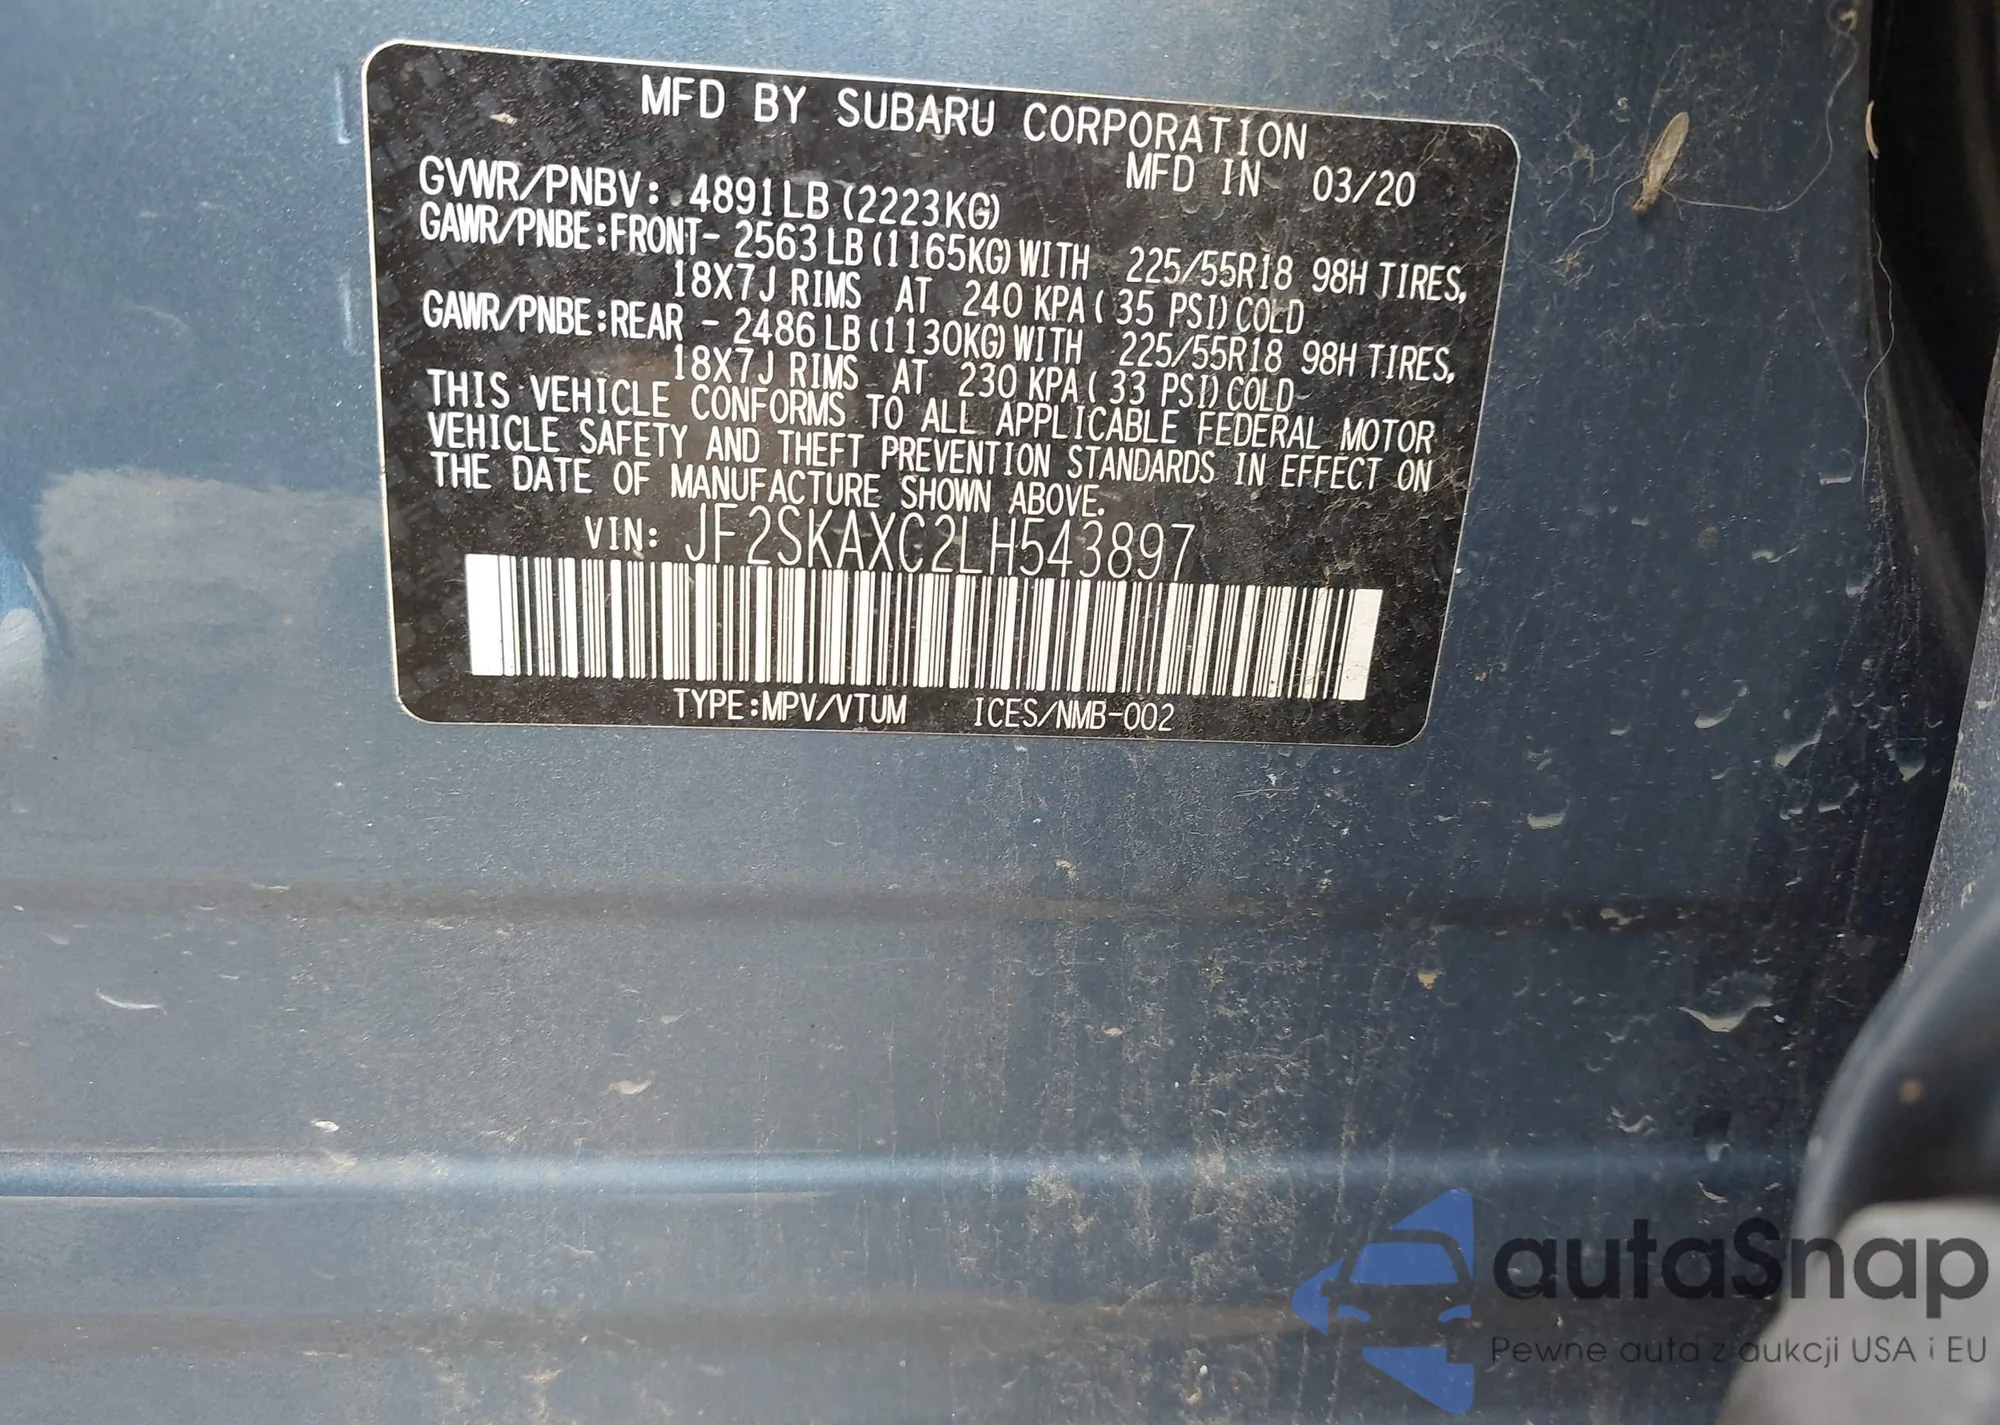 MFD BY SUBARU CORPORATION
MFD IN 03/20
GVWR/PNBV: 4891LB (2223KG)
GAWR/PNBE:FRONT- 2563 LB (1165KG) WITH 225/55R18 98H TIRES,
18X7J RIMS AT 240 KPA ( 35 PSI) COLD
GAWR/PNBE:REAR - 2486 LB (1130KG) WITH 225/55R18 98H TIRES,
18X7J RIMS AT 230 KPA ( 33 PSI) COLD
THIS VEHICLE CONFORMS TO ALL APPLICABLE FEDERAL MOTOR
VEHICLE SAFETY AND THEFT PREVENTION STANDARDS IN EFFECT ON
THE DATE OF MANUFACTURE SHOWN ABOVE.
VIN: JF2SKAXC2LH543897
TYPE:MPV/VTUM ICES/NMB-002
autaSnap
Pewne auta z aukcji USA i EU